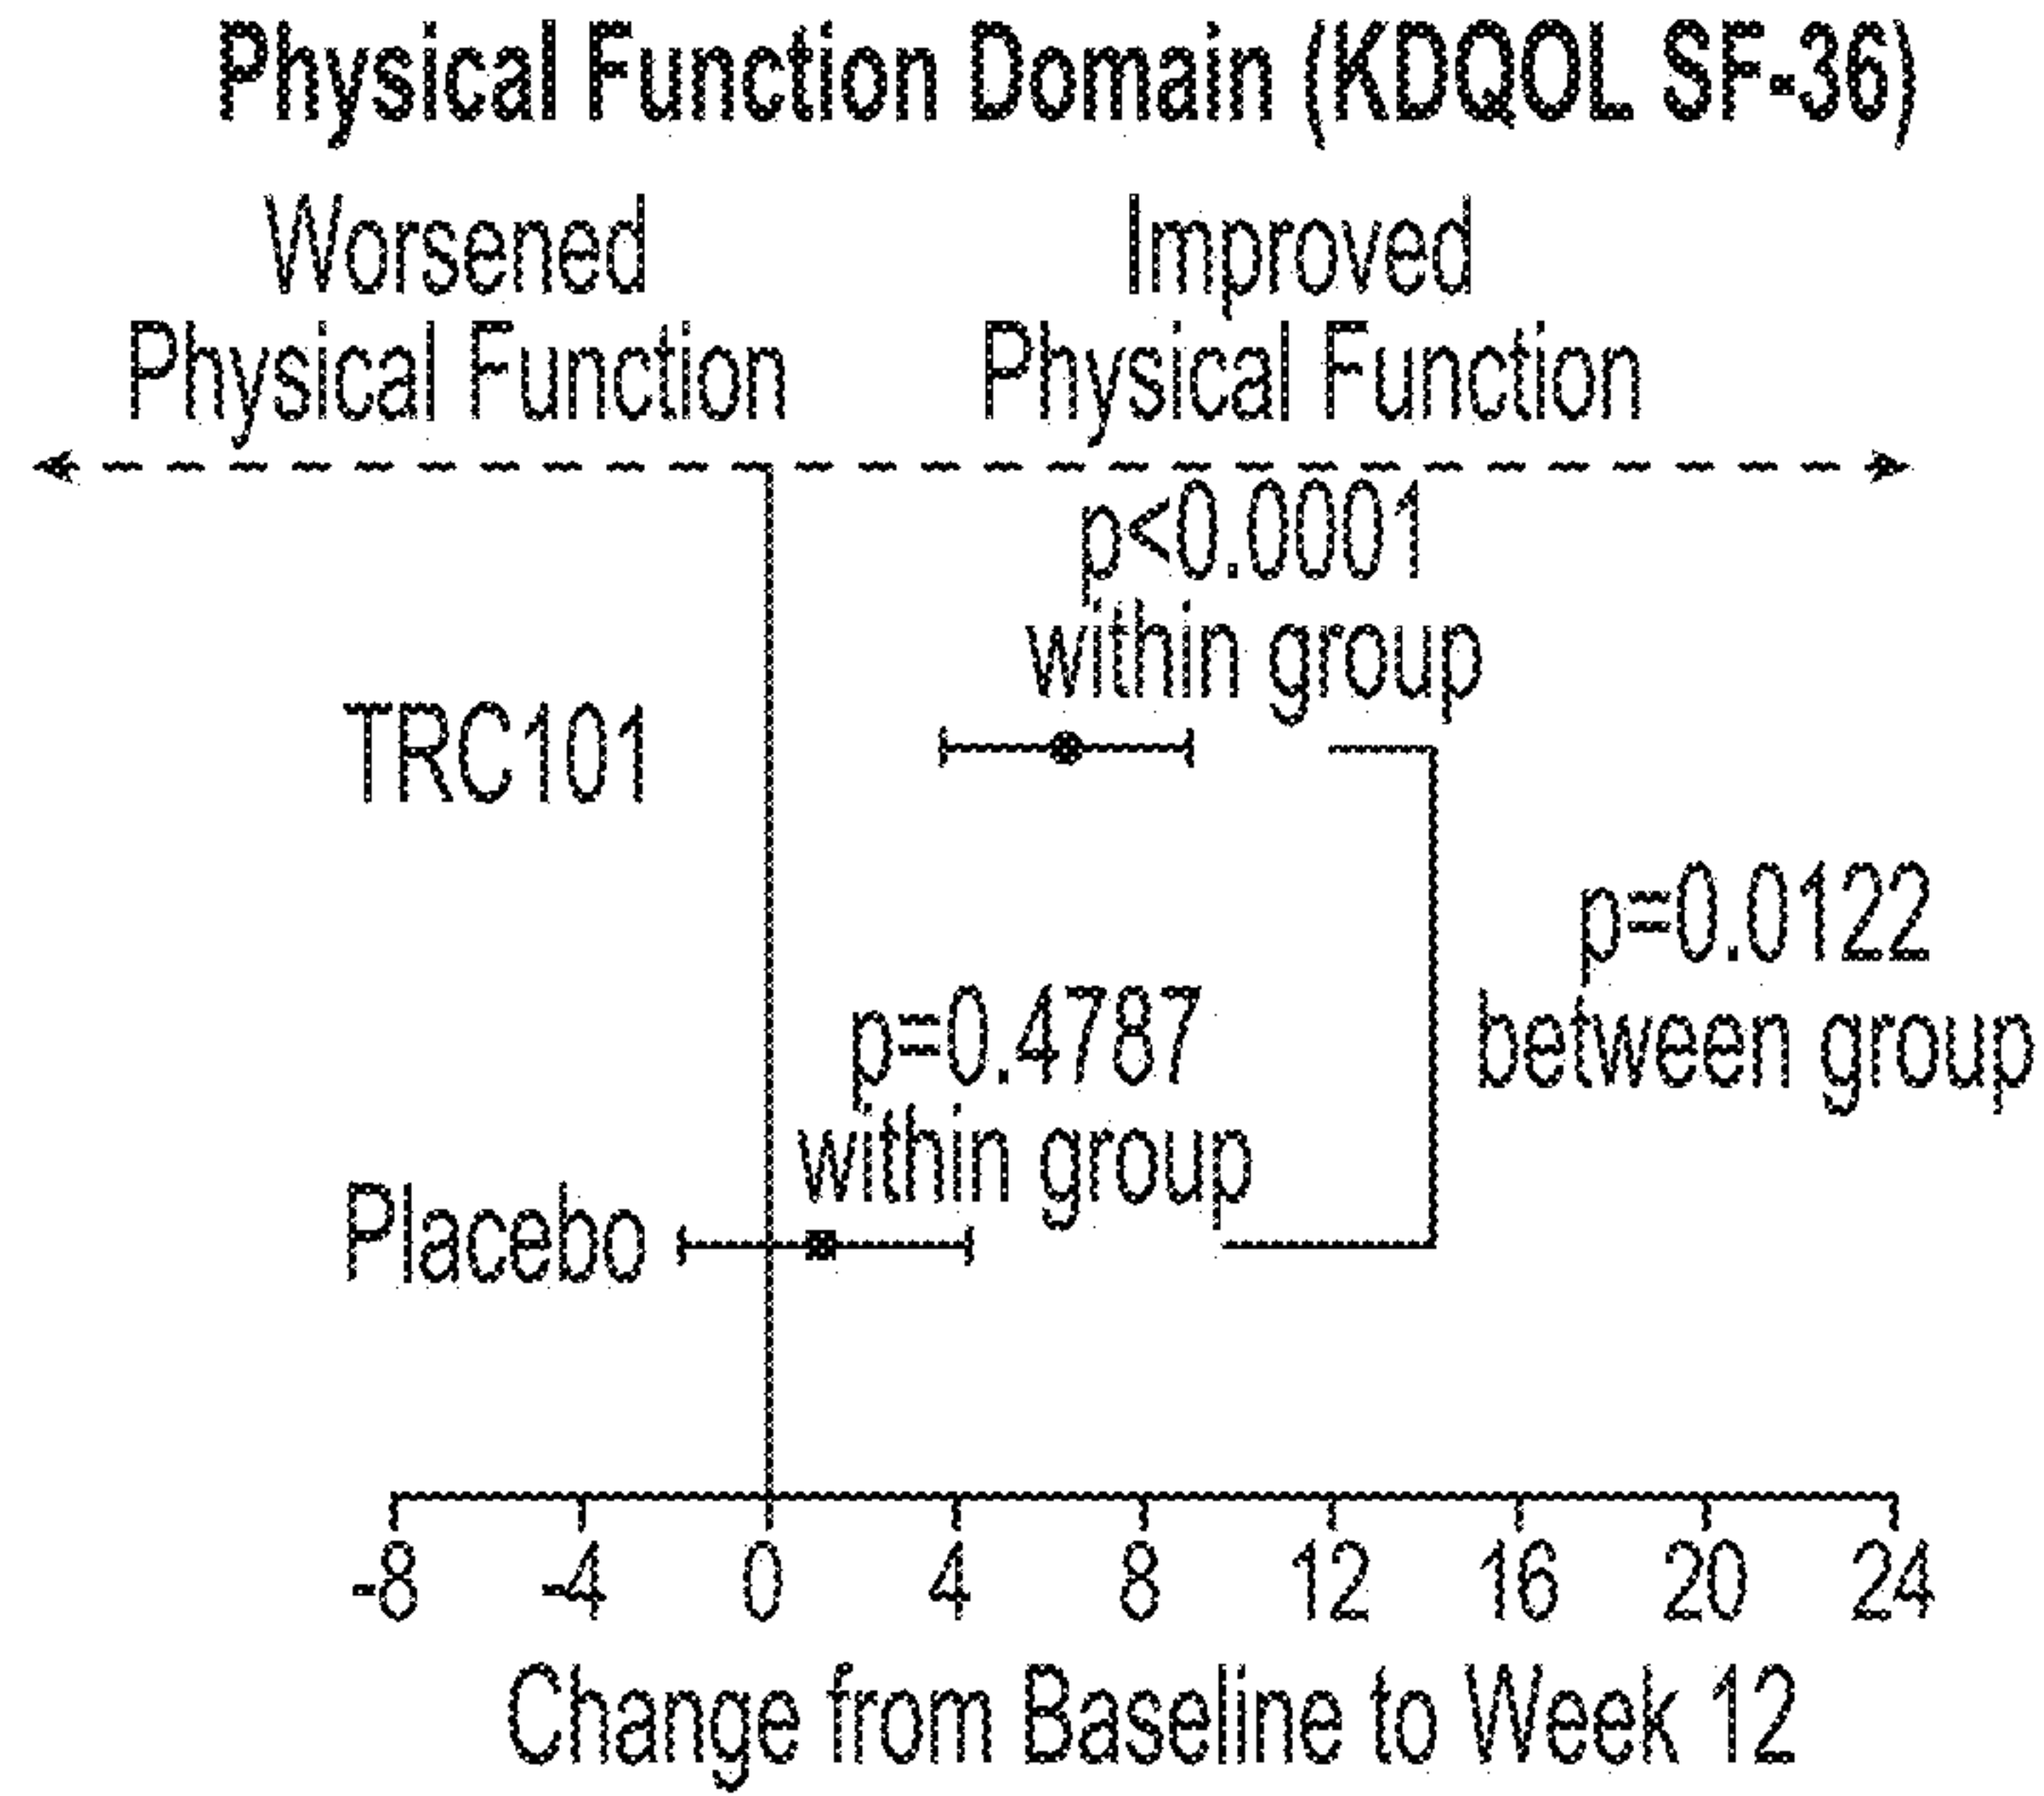 Physical Function Domain (KDQOL SF-36)
Worsened
Physical Function
Improved
Physical Function
p<0.0001
within group
TRC101
p=0.0122
between group
p=0.4787
within group
Placebo
-8 -4 0 4 8 12 16 20 24
Change from Baseline to Week 12